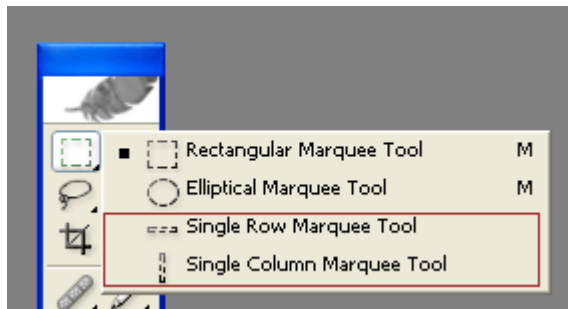 Rectangular Marquee Tool M
Elliptical Marquee Tool M
Single Row Marquee Tool
Single Column Marquee Tool